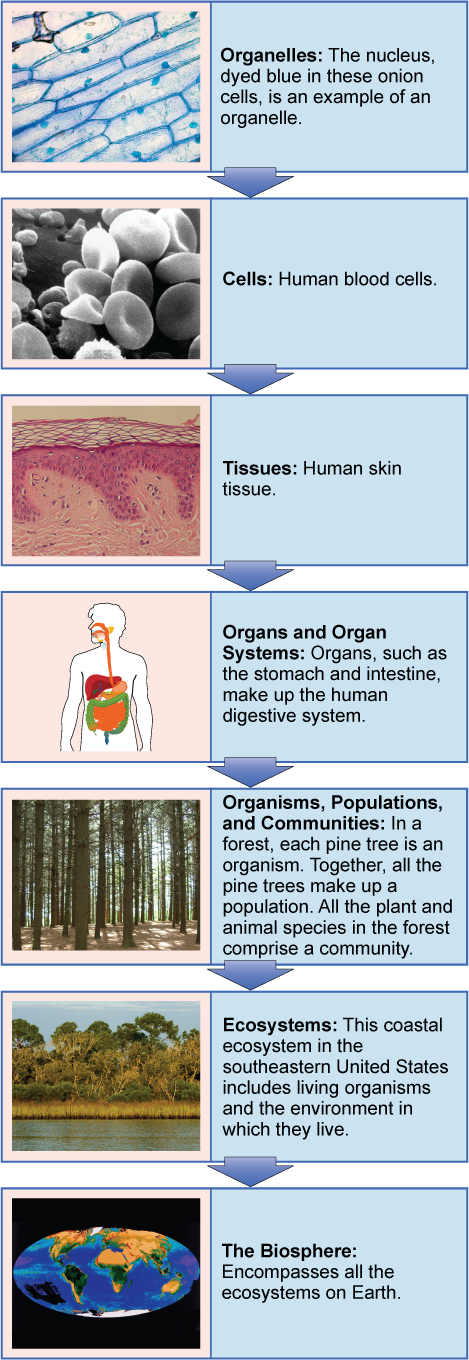 Organelles: The nucleus,
dyed blue in these onion
cells, is an example of an
organelle.
Cells: Human blood cells.
Tissues: Human skin
tissue.
Organs and Organ
Systems: Organs, such as
the stomach and intestine,
make up the human
digestive system.
Organisms, Populations,
and Communities: In a
forest, each pine tree is an
organism. Together, all the
pine trees make up a
population. All the plant and
animal species in the forest
comprise a community.
Ecosystems: This coastal
ecosystem in the
southeastern United States
includes living organisms
and the environment in
which they live.
The Biosphere:
Encompasses all the
ecosystems on Earth.